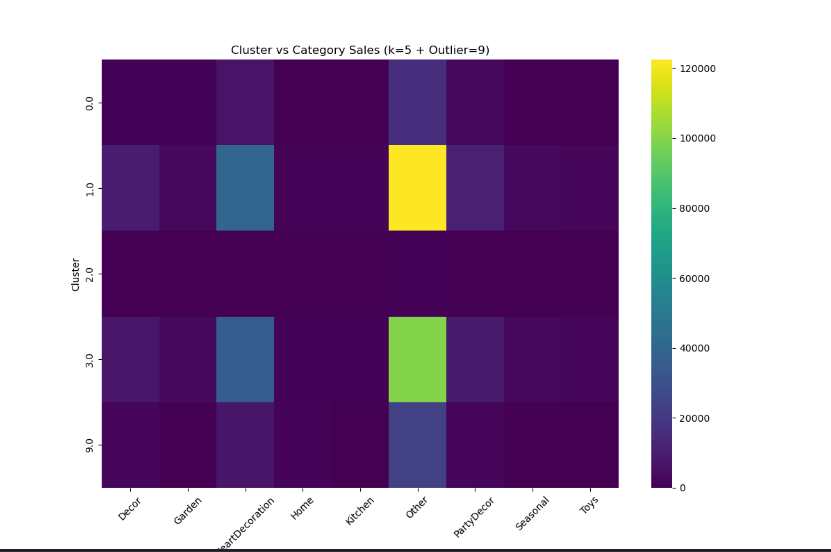 Cluster vs Category Sales (k=5 + Outlier=9)
0.0
1.0
2.0
3.0
9.0
Cluster
Decor
Garden
eartDecoration
Home
Kitchen
Other
PartyDecor
Seasonal
Toys
120000
100000
80000
60000
40000
20000
0